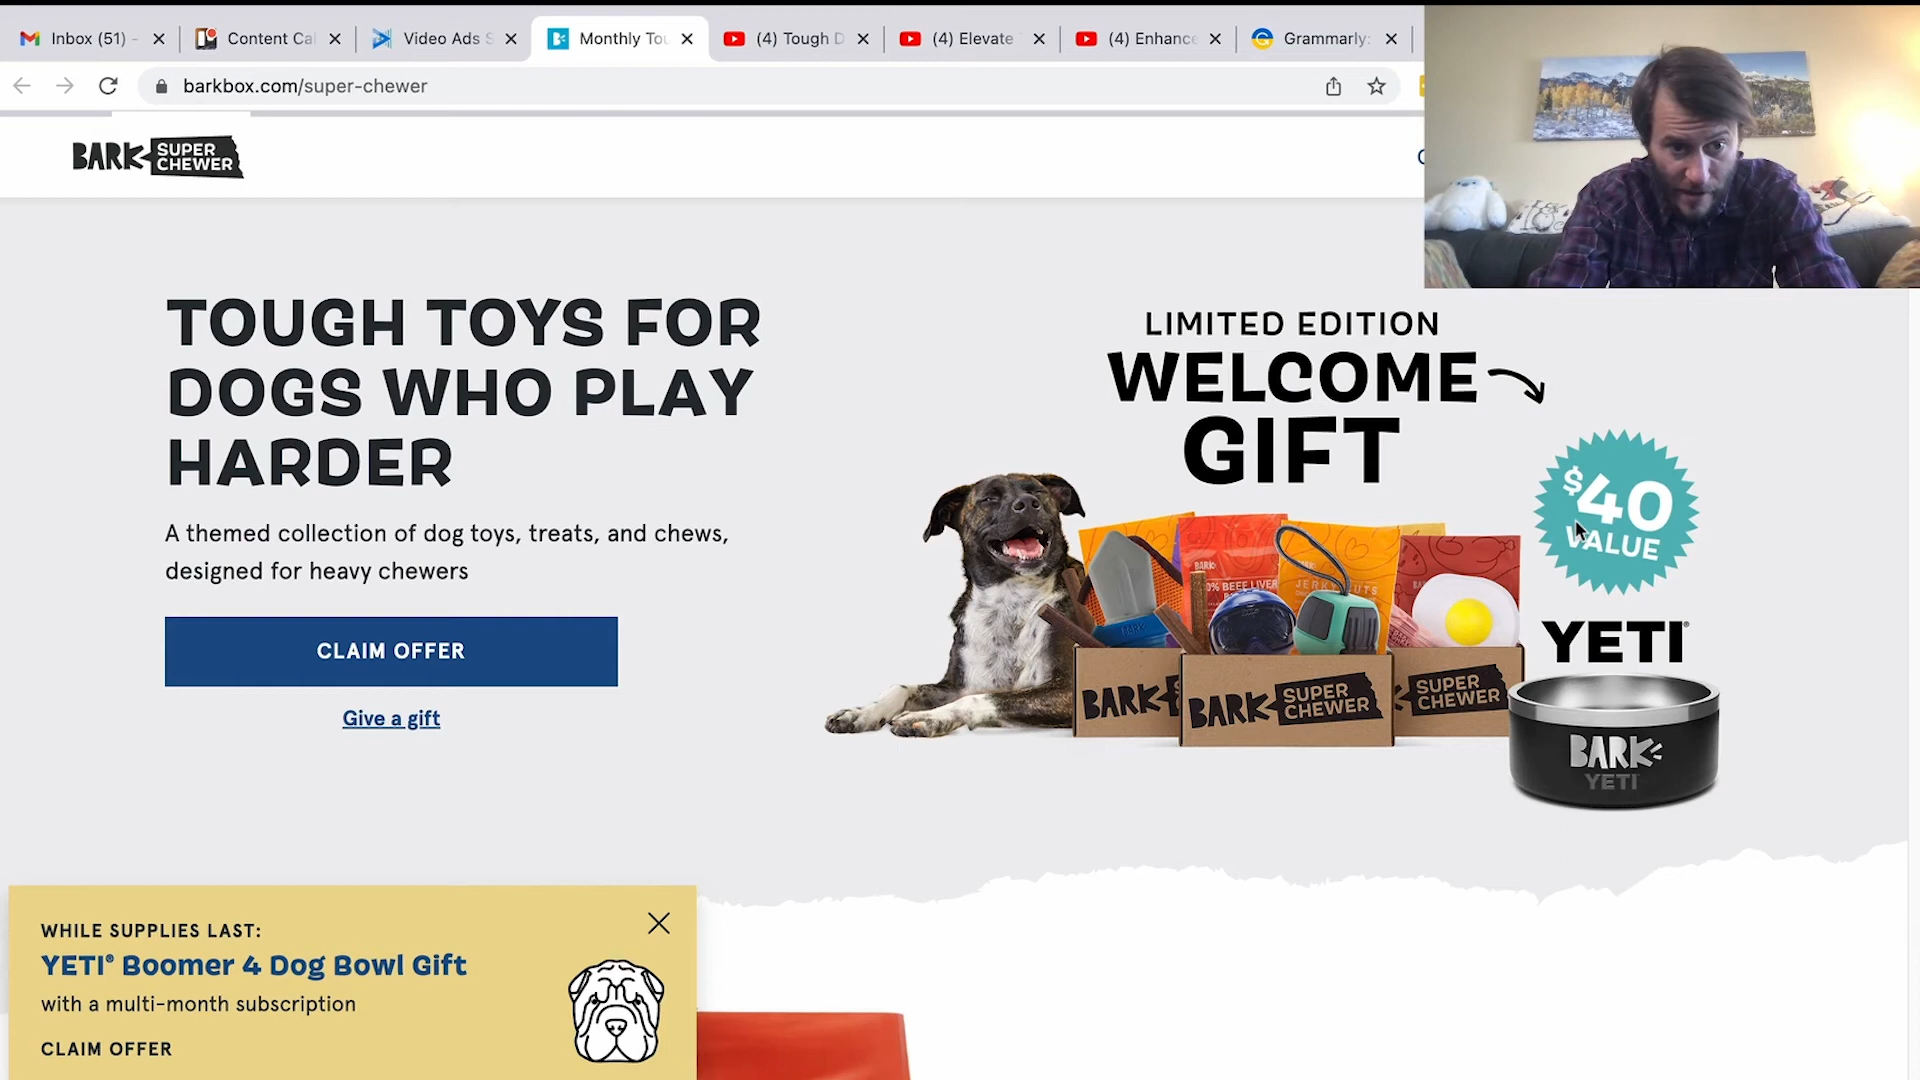 Inbox (51) -
Content Cal
Video Ads S
Monthly Tou
(4) Tough D
(4) Elevate
(4) Enhance
Grammarly:
barkbox.com/super-chewer
BARK SUPER CHEWER
TOUGH TOYS FOR
DOGS WHO PLAY
HARDER
A themed collection of dog toys, treats, and chews,
designed for heavy chewers
CLAIM OFFER
Give a gift
LIMITED EDITION
WELCOME
GIFT
$40
VALUE
YETI®
BARK
BARK SUPER CHEWER
SUPER CHEWER
BARK
YETI
WHILE SUPPLIES LAST:
YETI® Boomer 4 Dog Bowl Gift
with a multi-month subscription
CLAIM OFFER